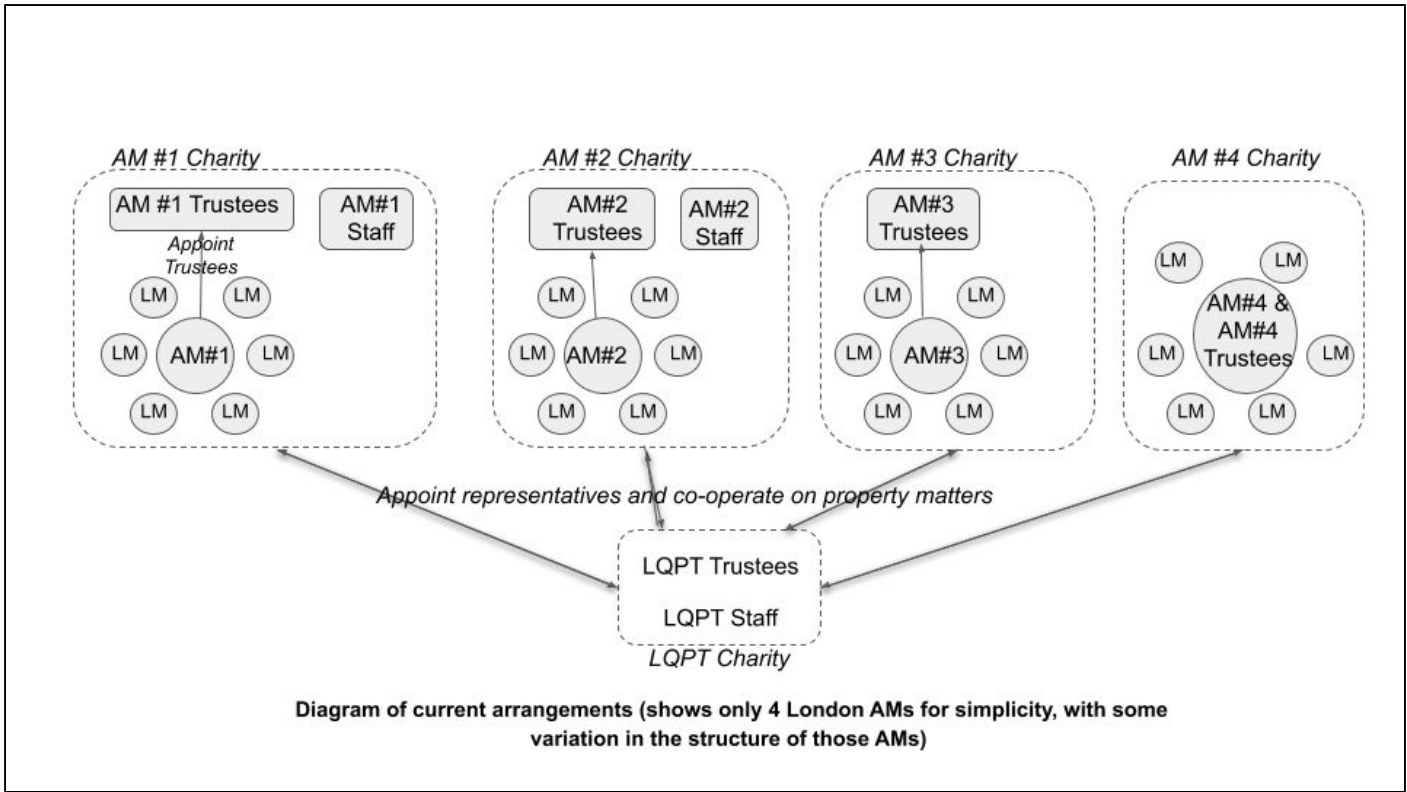 AM #1 Charity
AM #1 Trustees
AM#1
Staff
Appoint
Trustees
LM
LM
LM
AM#1
LM
LM
LM
AM #2 Charity
AM#2
Trustees
AM#2
Staff
LM
LM
LM
AM#2
LM
LM
LM
AM #3 Charity
AM#3
Trustees
LM
LM
LM
AM#3
LM
LM
LM
AM #4 Charity
LM
LM
AM#4 &
AM#4
Trustees
LM
LM
LM
LM
Appoint representatives and co-operate on property matters
LQPT Trustees
LQPT Staff
LQPT Charity
Diagram of current arrangements (shows only 4 London AMs for simplicity, with some
variation in the structure of those AMs)